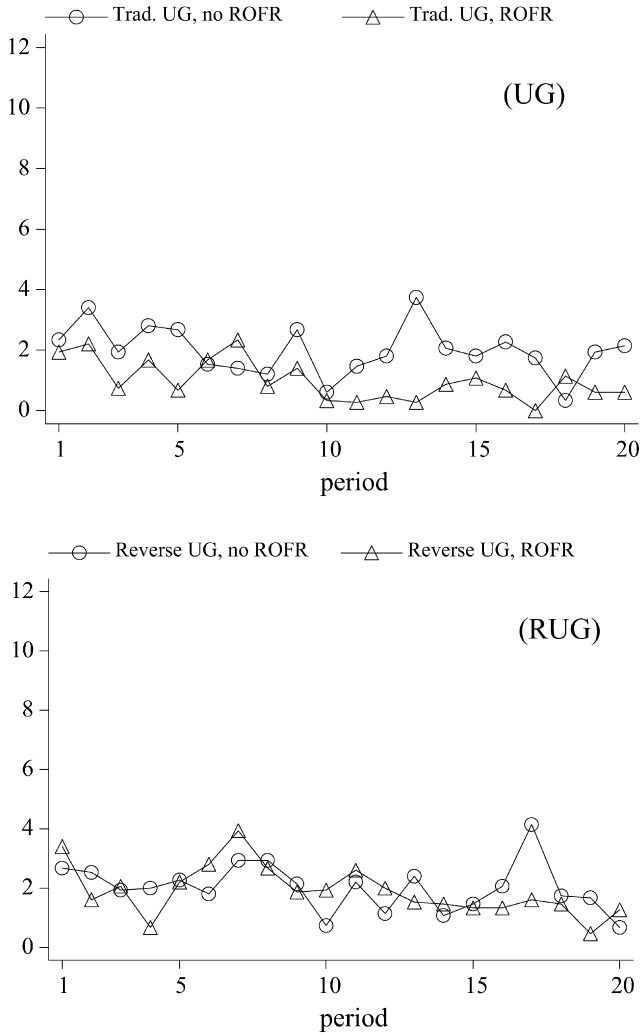 Trad. UG, no ROFR Trad. UG, ROFR
12
(UG)
10
8
6
4
2
0
1 5 10 15 20
period
Reverse UG, no ROFR Reverse UG, ROFR
12
(RUG)
10
8
6
4
2
0
1 5 10 15 20
period